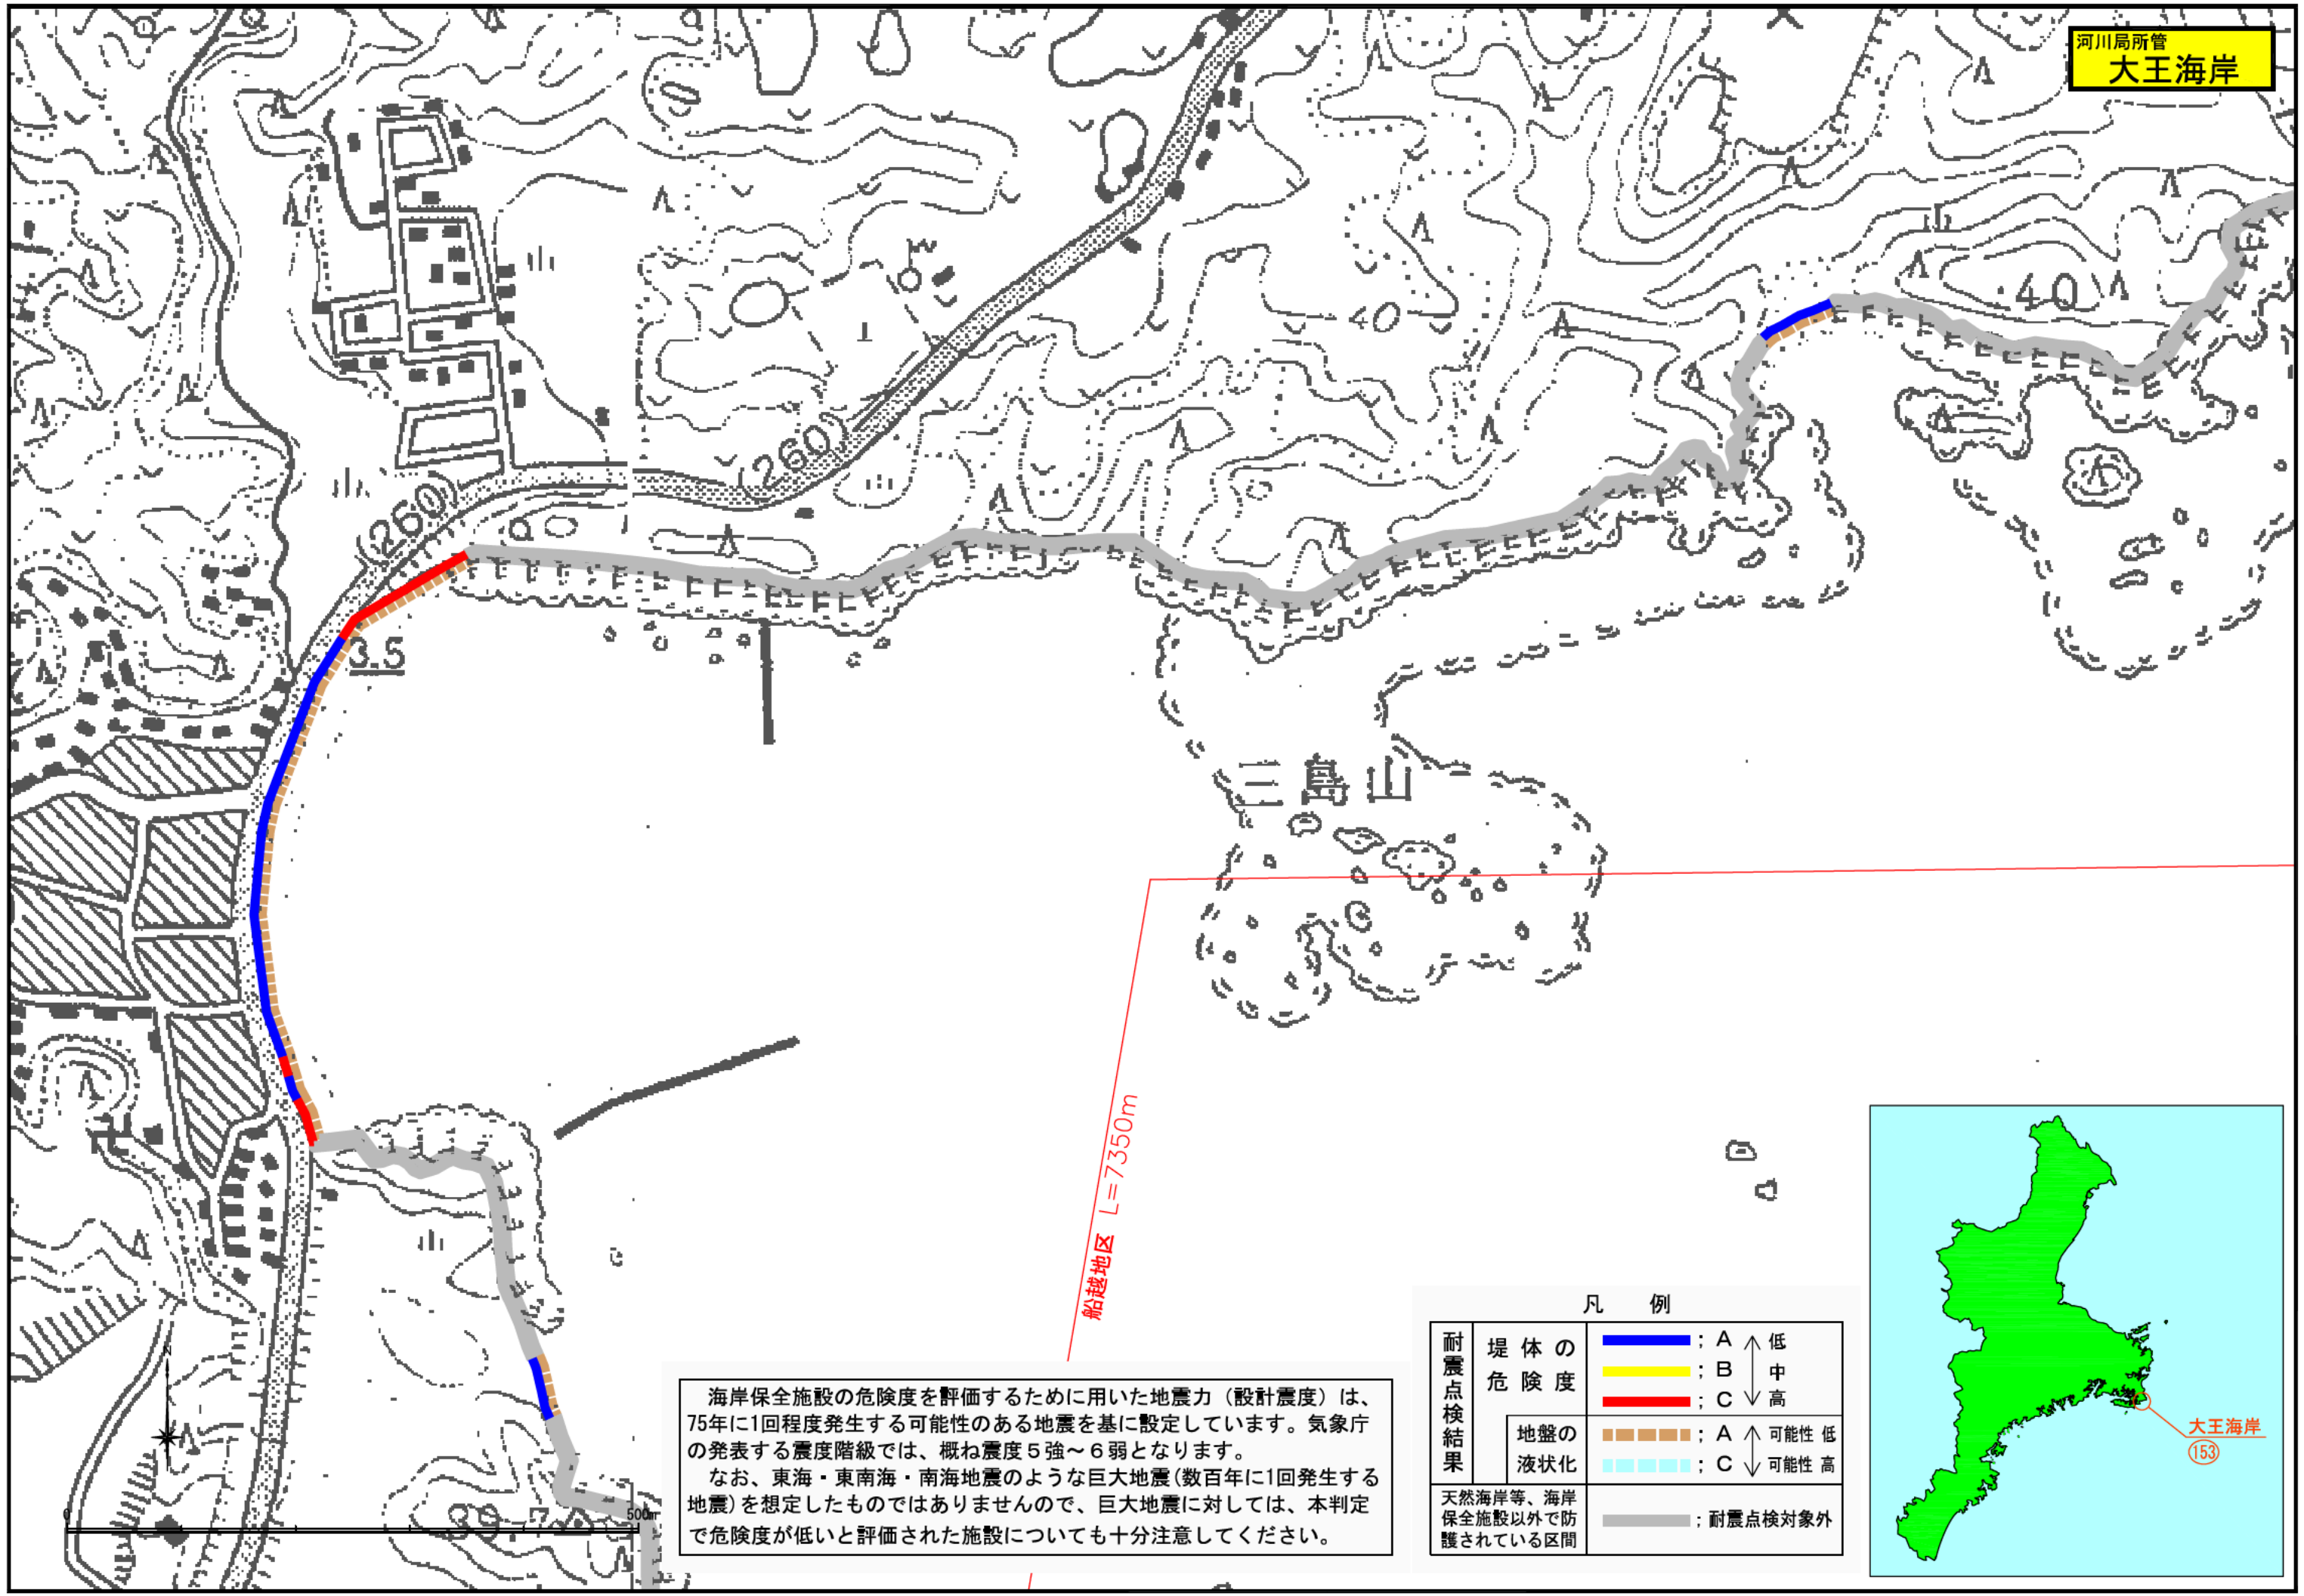 河川局所管
大王海岸
40
40
(260)
(260)
3.5
三島山
船越地区 L=7350m
0
500m
海岸保全施設の危険度を評価するために用いた地震力（設計震度）は、
75年に1回程度発生する可能性のある地震を基に設定しています。気象庁
の発表する震度階級では、概ね震度５強～６弱となります。
なお、東海・東南海・南海地震のような巨大地震（数百年に1回発生する
地震）を想定したものではありませんので、巨大地震に対しては、本判定
で危険度が低いと評価された施設についても十分注意してください。
凡 例
耐震点検結果
堤体の
危険度
; A 低
; B 中
; C 高
地盤の
液状化
; A 可能性 低
; C 可能性 高
天然海岸等、海岸
保全施設以外で防
護されている区間
; 耐震点検対象外
大王海岸
153